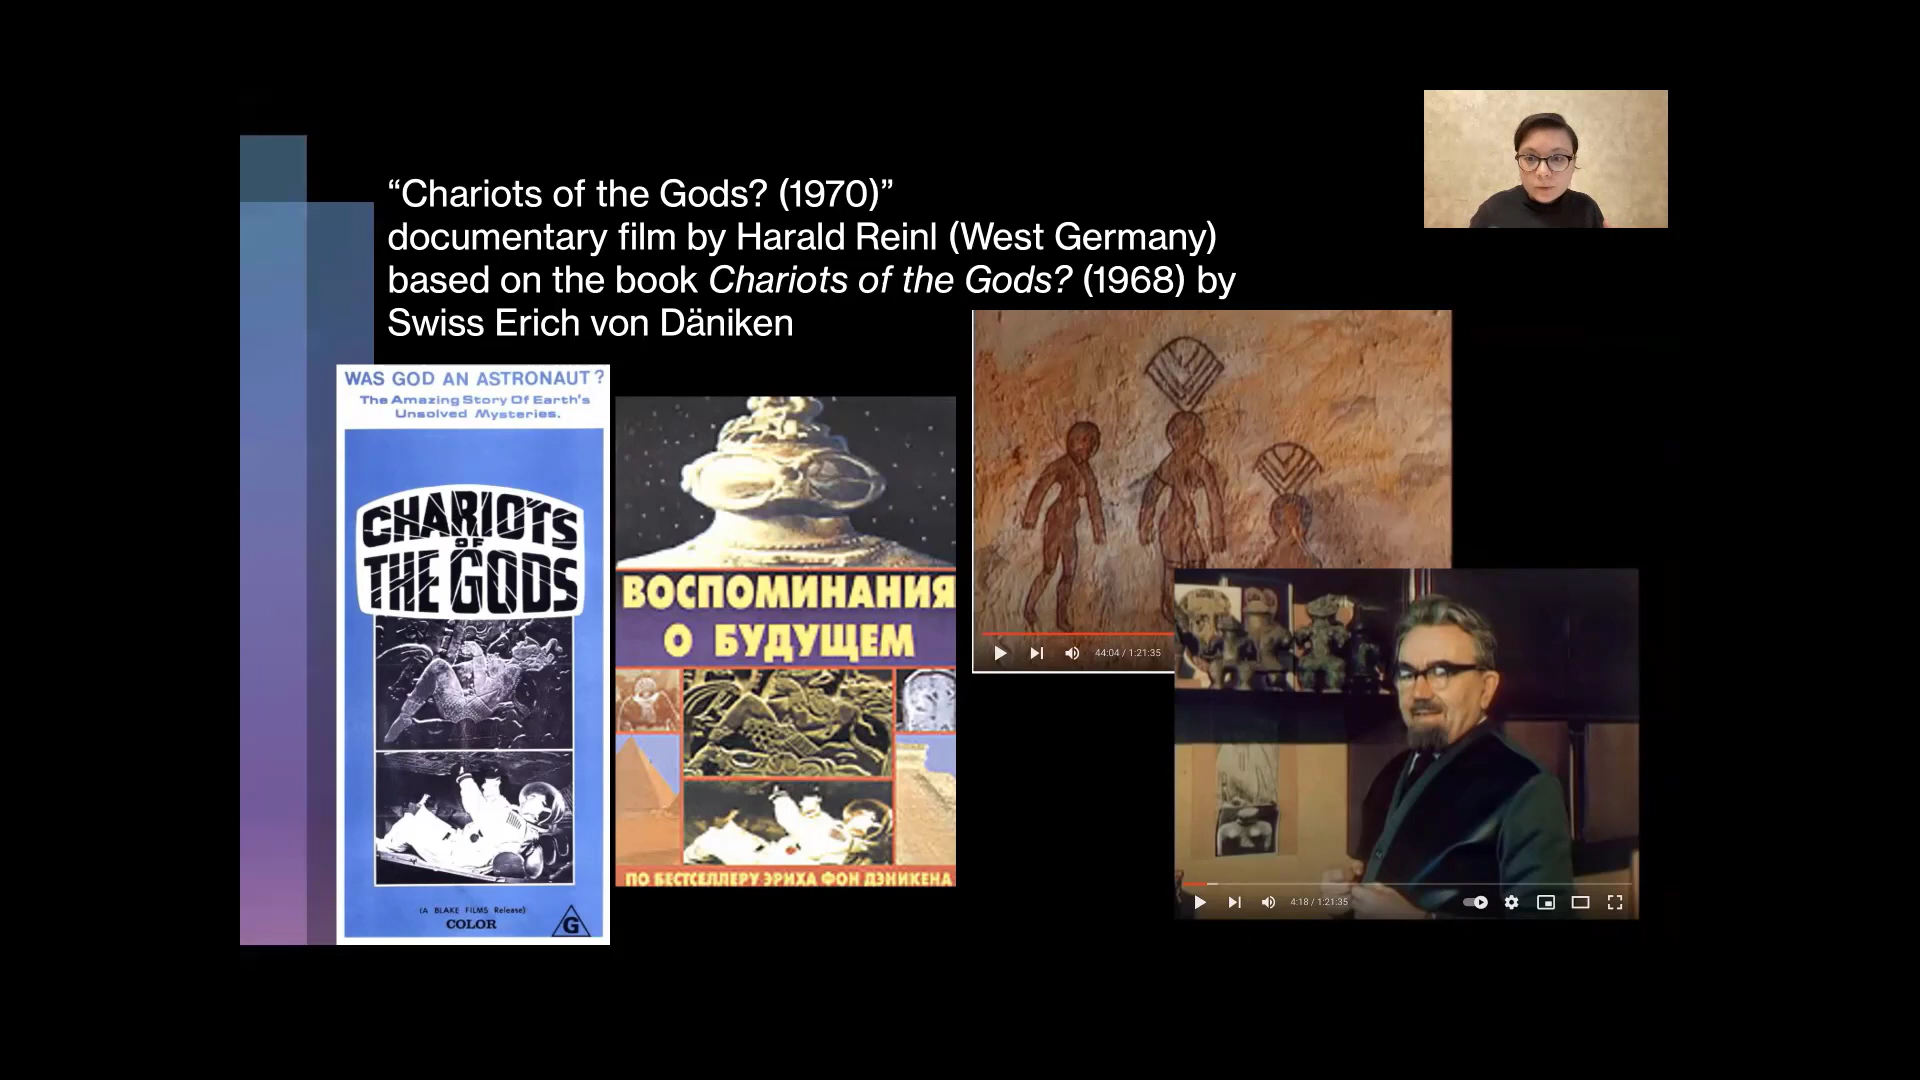 “Chariots of the Gods? (1970)”
documentary film by Harald Reinl (West Germany)
based on the book Chariots of the Gods? (1968) by
Swiss Erich von Däniken
WAS GOD AN ASTRONAUT?
The Amazing Story Of Earth's
Unsolved Mysteries.
CHARIOTS
OF
THE GODS
(A BLAKE FILMS Release)
COLOR
G
ВОСПОМИНАНИЯ
О БУДУЩЕМ
ПО БЕСТСЕЛЛЕРУ ЭРИХА ФОН ДЭНИКЕНА
44:04 / 1:21:35
4:18 / 1:21:35